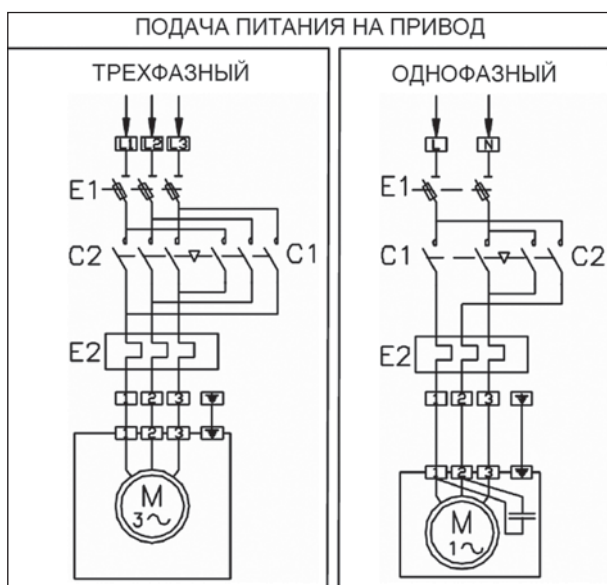 ПОДАЧА ПИТАНИЯ НА ПРИВОД
ТРЕХФАЗНЫЙ
L1 L2 L3
E1
C2 C1
E2
1 2 3
1 2 3
M
3~
ОДНОФАЗНЫЙ
L N
E1
C1 C2
E2
1 2 3
1 2 3
M
1~